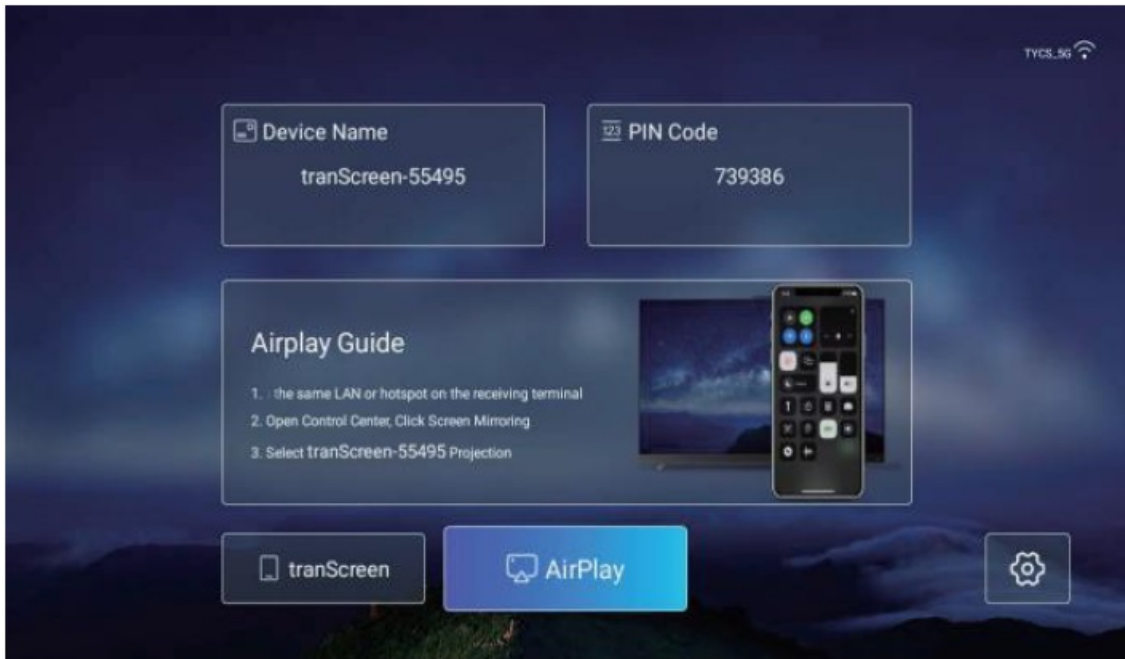 TYCS_5G
Device Name
tranScreen-55495
123 PIN Code
739386
Airplay Guide
1. the same LAN or hotspot on the receiving terminal
2. Open Control Center, Click Screen Mirroring
3. Select tranScreen-55495 Projection
tranScreen
AirPlay